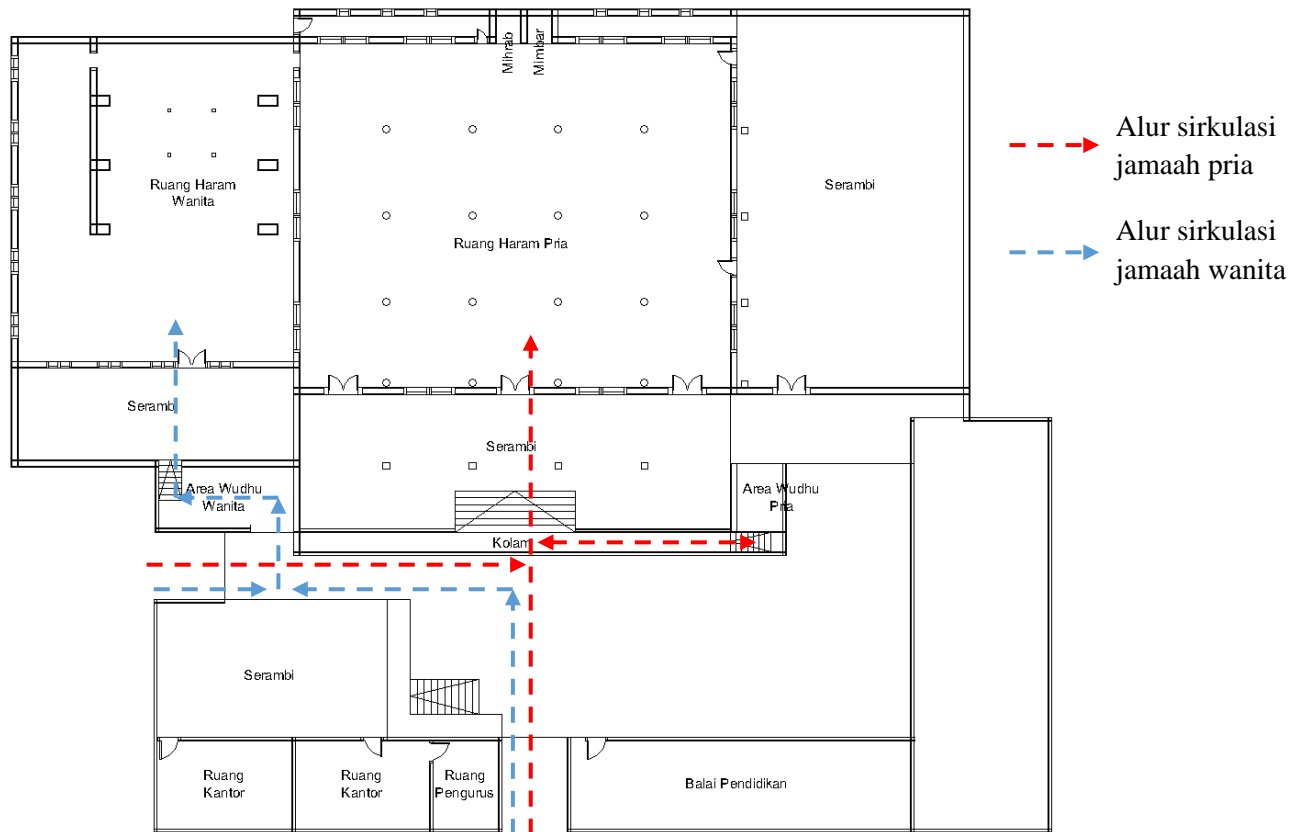 Mihrab
Mimbar
Ruang Haram
Wanita
Ruang Haram Pria
Serambi
Alur sirkulasi
jamaah pria
Alur sirkulasi
jamaah wanita
Serambi
Serambi
Area Wudhu
Wanita
Area Wudhu
Pria
Kolam
Serambi
Ruang
Kantor
Ruang
Kantor
Ruang
Pengurus
Balai Pendidikan